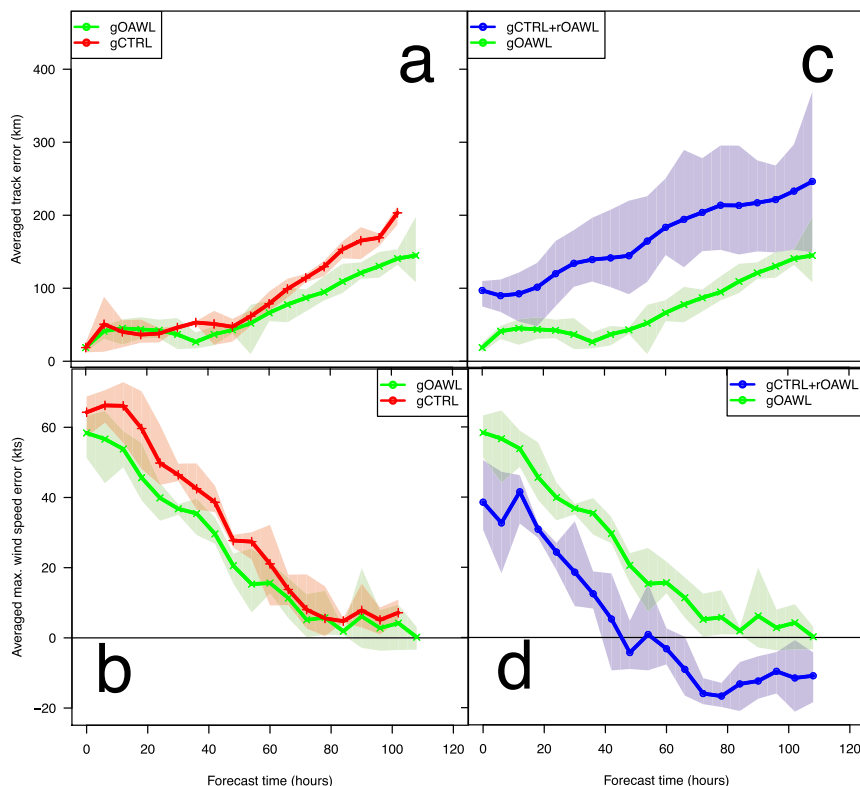 gOAWL
gCTRL
a
Averaged track error (km)
400
300
200
100
0
gCTRL+rOAWL
gOAWL
c
gOAWL
gCTRL
b
Averaged max. wind speed error (kts)
60
40
20
0
−20
0 20 40 60 80 100 120
Forecast time (hours)
gCTRL+rOAWL
gOAWL
d
0 20 40 60 80 100 120
Forecast time (hours)